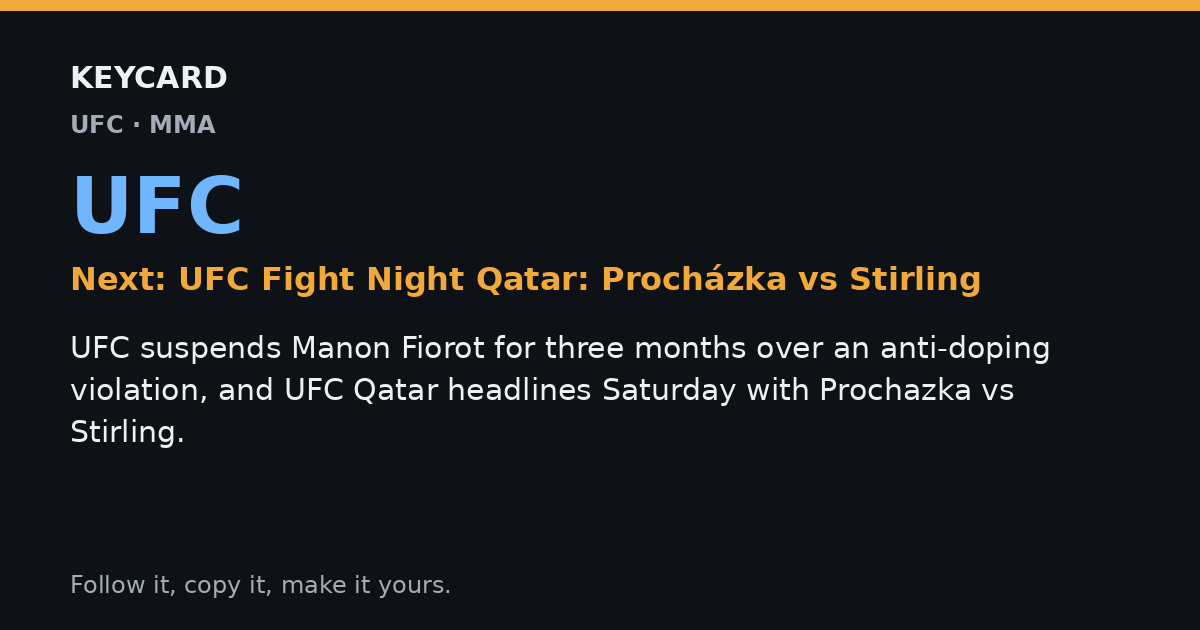 KEYCARD
UFC · MMA
UFC
Next: UFC Fight Night Qatar: Procházka vs Stirling
UFC suspends Manon Fiorot for three months over an anti-doping
violation, and UFC Qatar headlines Saturday with Prochazka vs
Stirling.
Follow it, copy it, make it yours.